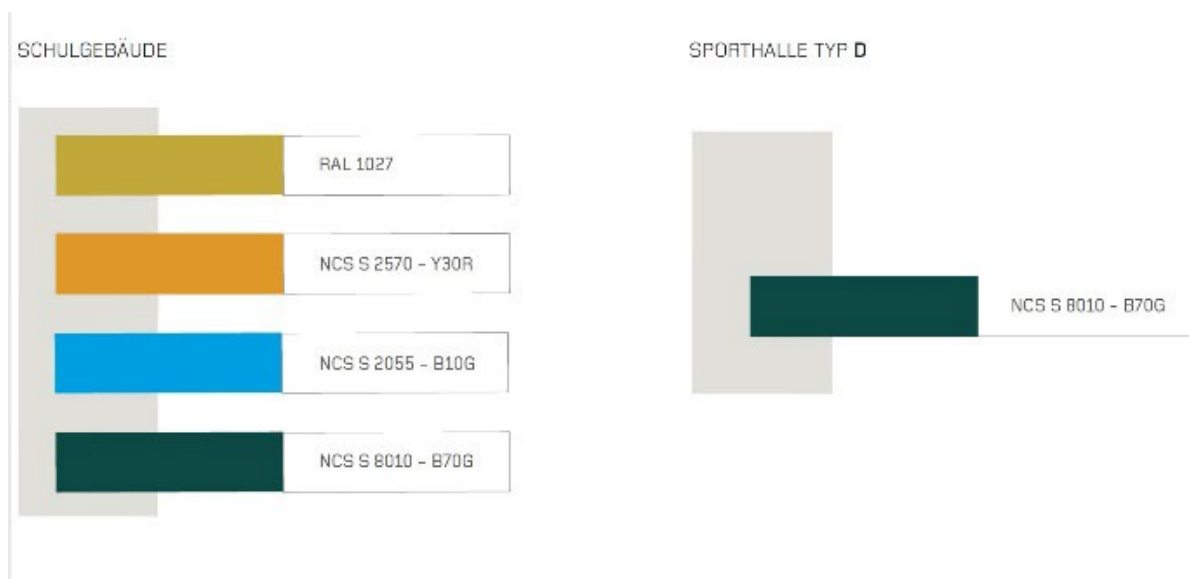 SCHULGEBÄUDE
RAL 1027
NCS S 2570 – Y30R
NCS S 2055 – B10G
NCS S 8010 – B70G
SPORTHALLE TYP D
NCS S 8010 – B70G